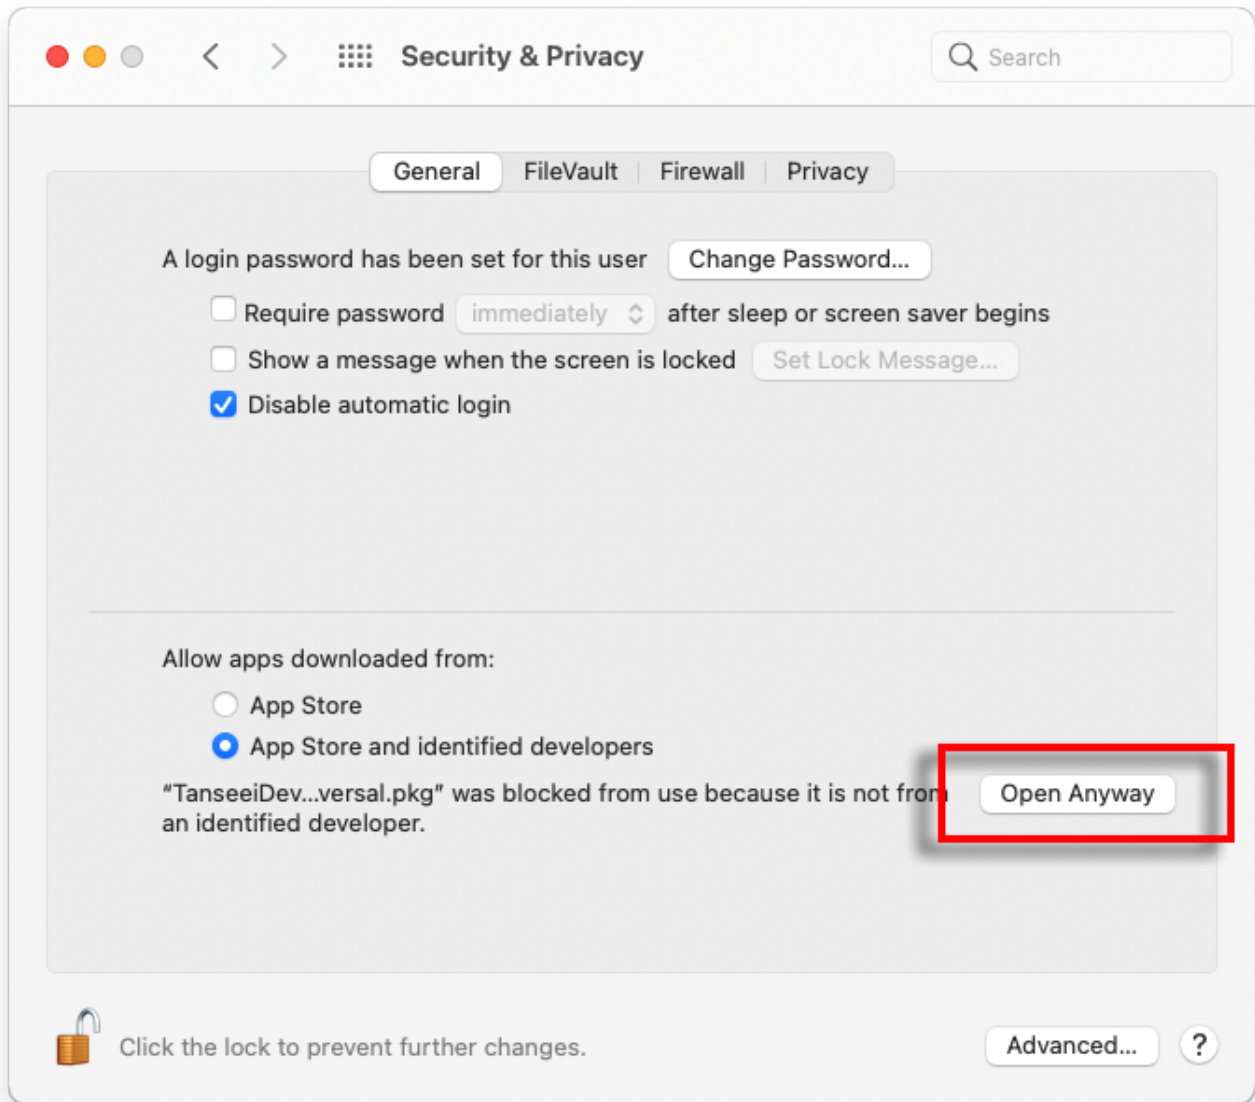 Security & Privacy
Search
General FileVault Firewall Privacy
A login password has been set for this user Change Password...
Require password immediately after sleep or screen saver begins
Show a message when the screen is locked Set Lock Message...
Disable automatic login
Allow apps downloaded from:
App Store
App Store and identified developers
“TanseeiDev...versal.pkg” was blocked from use because it is not from Open Anyway
an identified developer.
Click the lock to prevent further changes. Advanced... ?